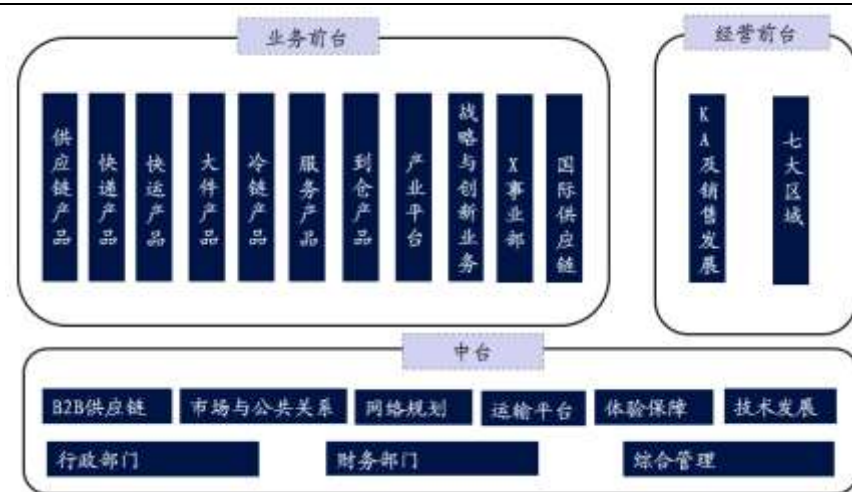 业务前台
经营前台
供应链产品
快递产品
快运产品
大件产品
冷链产品
服务产品
到仓产品
产业平台
战略与创新业务
X事业部
国际供应链
KA及销售发展
七大区域
中台
B2B供应链
市场与公共关系
网络规划
运输平台
体验保障
技术发展
行政部门
财务部门
综合管理